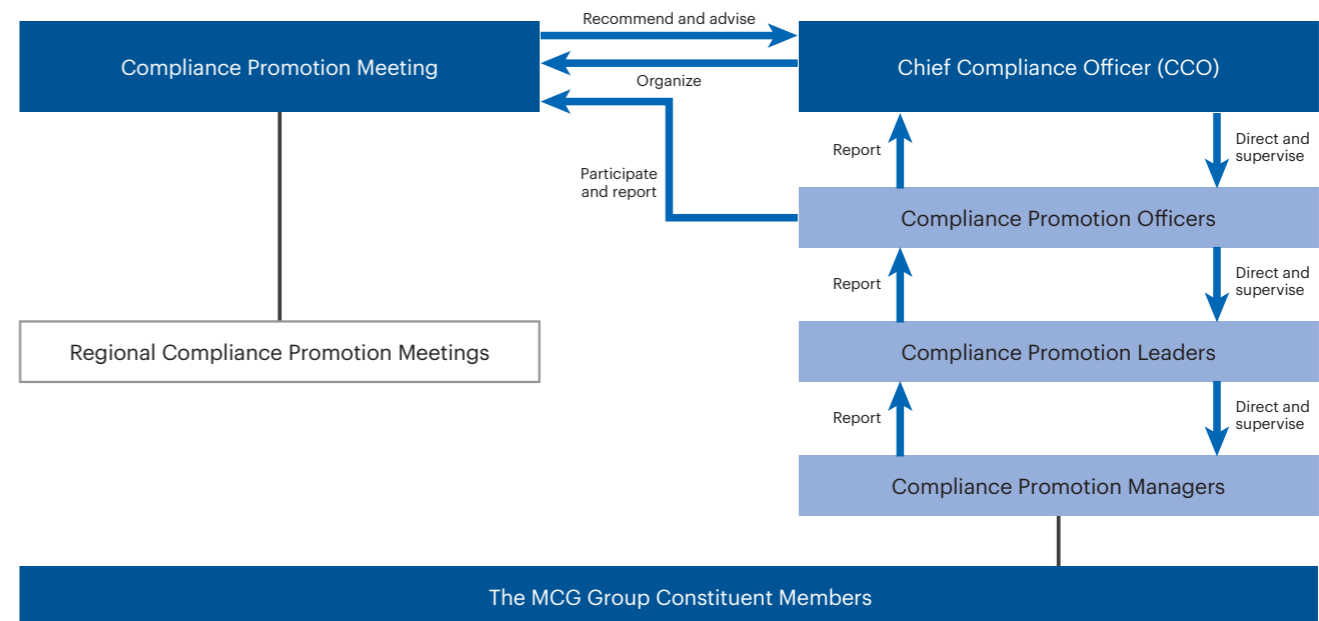 Recommend and advise
Compliance Promotion Meeting
Chief Compliance Officer (CCO)
Organize
Report
Direct and
supervise
Participate
and report
Compliance Promotion Officers
Report
Direct and
supervise
Regional Compliance Promotion Meetings
Compliance Promotion Leaders
Report
Direct and
supervise
Compliance Promotion Managers
The MCG Group Constituent Members